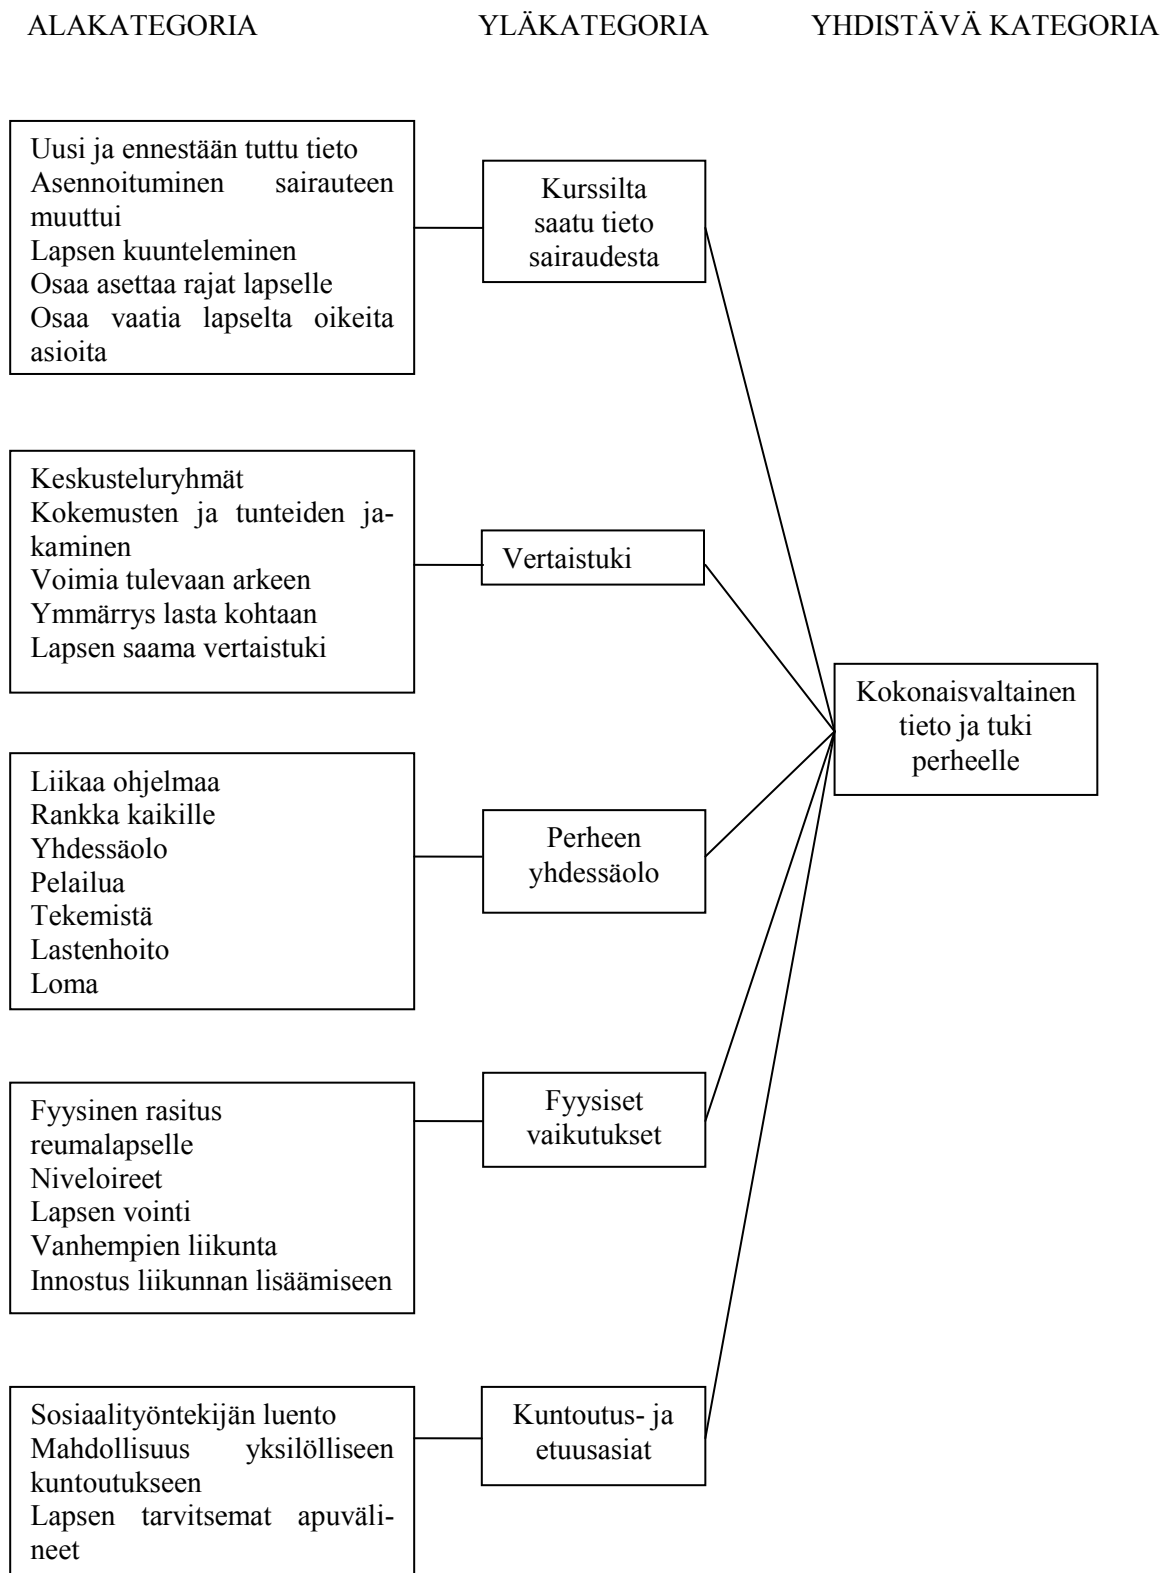 ALAKATEGORIA YLÄKATEGORIA YHDISTÄVÄ KATEGORIA
Uusi ja ennestään tuttu tieto
Asennoituminen sairauteen
muuttui
Lapsen kuunteleminen
Osaa asettaa rajat lapselle
Osaa vaatia lapselta oikeita
asioita
Kurssilta
saatu tieto
sairaudesta
Keskusteluryhmät
Kokemusten ja tunteiden ja-
kaminen
Voimia tulevaan arkeen
Ymmärrys lasta kohtaan
Lapsen saama vertaistuki
Vertaistuki
Kokonaisvaltainen
tieto ja tuki
perheelle
Liikaa ohjelmaa
Rankka kaikille
Yhdessäolo
Pelailua
Tekemistä
Lastenhoito
Loma
Perheen
yhdessäolo
Fyysinen rasitus
reumalapselle
Niveloireet
Lapsen vointi
Vanhempien liikunta
Innostus liikunnan lisäämiseen
Fyysiset
vaikutukset
Sosiaalityöntekijän luento
Mahdollisuus yksilölliseen
kuntoutukseen
Lapsen tarvitsemat apuväli-
neet
Kuntoutus- ja
etuusasiat